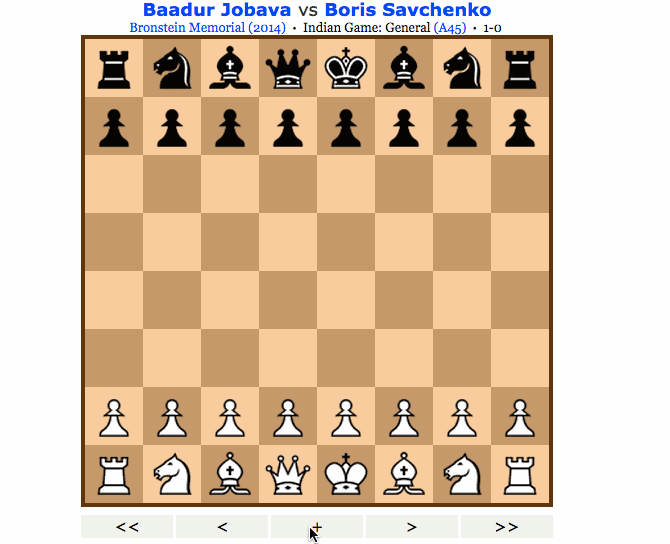 Baadur Jobava vs Boris Savchenko
Bronstein Memorial (2014) · Indian Game: General (A45) · 1-0
<< < + > >>